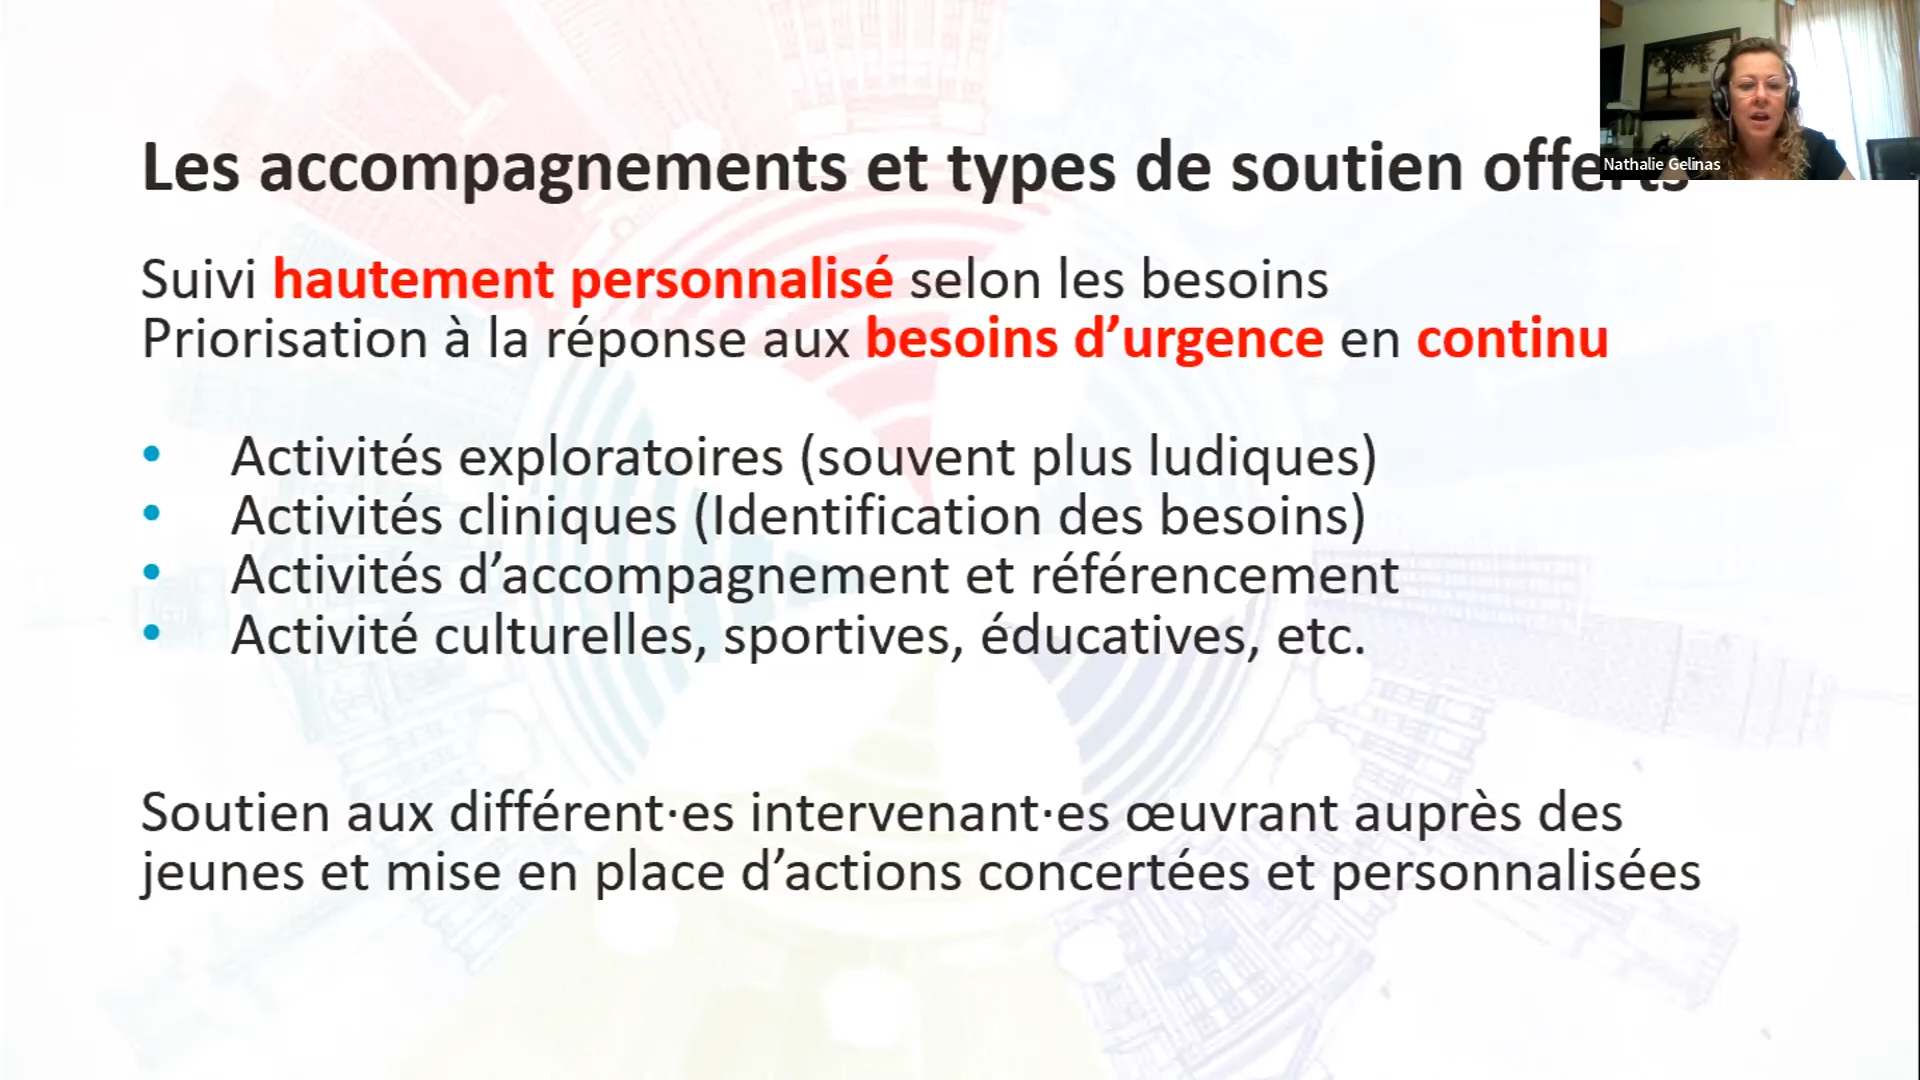 Les accompagnements et types de soutien offerts
Nathalie Gelinas
Suivi hautement personnalisé selon les besoins
Priorisation à la réponse aux besoins d’urgence en continu
• Activités exploratoires (souvent plus ludiques)
• Activités cliniques (Identification des besoins)
• Activités d’accompagnement et référencement
• Activité culturelles, sportives, éducatives, etc.
Soutien aux différent·es intervenant·es œuvrant auprès des
jeunes et mise en place d’actions concertées et personnalisées